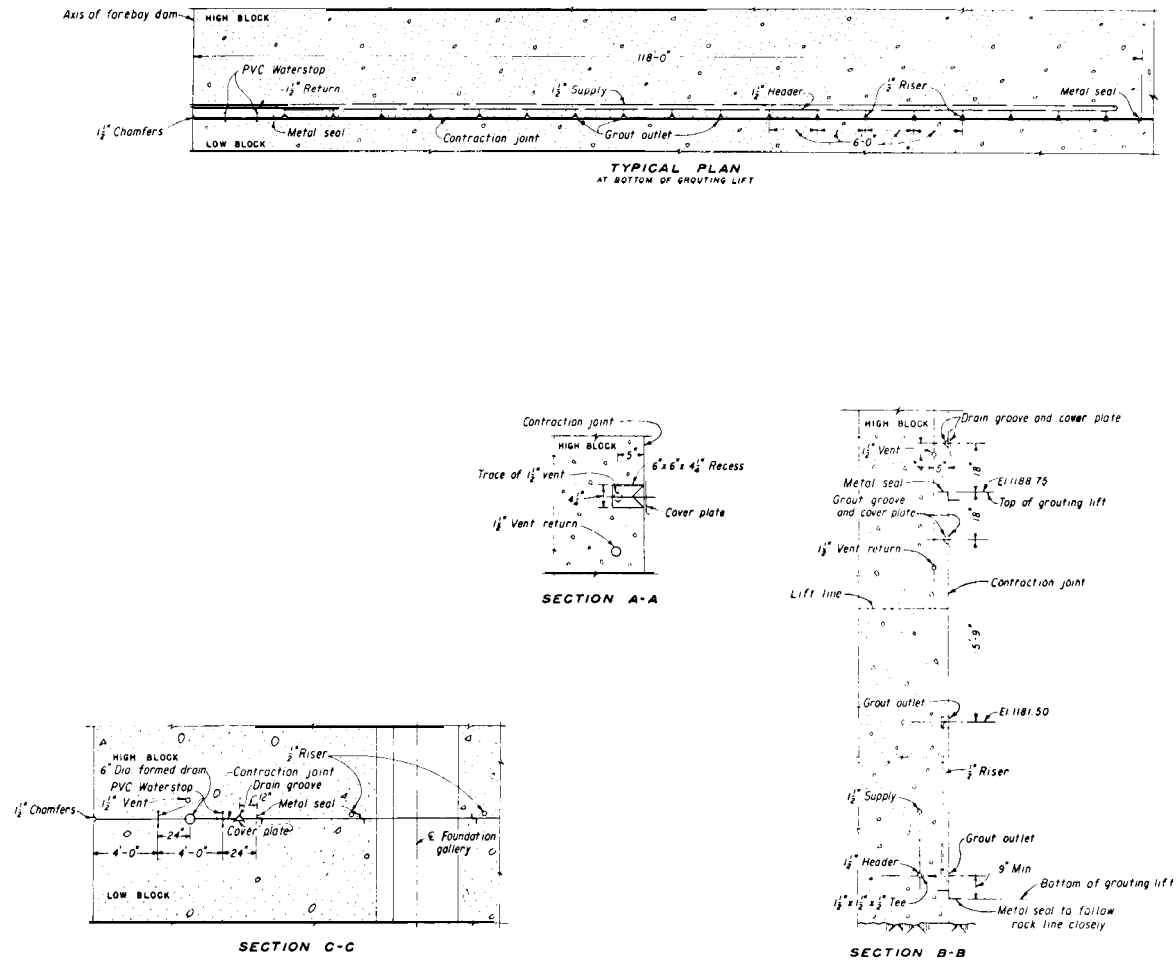 Axis of forebay dam
HIGH BLOCK
118'-0"
PVC Waterstop
1½" Return
1½" Supply
1½" Header
½" Riser
Metal seal
1½" Chamfers
Metal seal
Contraction joint
Grout outlet
6'-0"
LOW BLOCK
TYPICAL PLAN
AT BOTTOM OF GROUTING LIFT
Contraction joint
HIGH BLOCK
5"
6"x 6"x 4¼" Recess
Trace of 1½" vent
4½"
Cover plate
1½" Vent return
SECTION A-A
Drain groove and cover plate
HIGH BLOCK
1½" Vent
5"
18"
Metal seal
El. 1188.75
Top of grouting lift
Grout groove
and cover plate
18"
1½" Vent return
Contraction joint
Lift line
5'-9"
Grout outlet
El. 1181.50
½" Riser
1½" Supply
Grout outlet
1½" Header
9" Min
Bottom of grouting lift
1½"x 1½"x ½" Tee
Metal seal to follow
rock line closely
SECTION B-B
HIGH BLOCK
½" Riser
6" Dia. formed drain
Contraction joint
PVC Waterstop
Drain groove
12"
1½" Vent
Metal seal
1½" Chamfers
24"
Cover plate
℄ Foundation
gallery
4'-0"
4'-0"
24"
LOW BLOCK
SECTION C-C